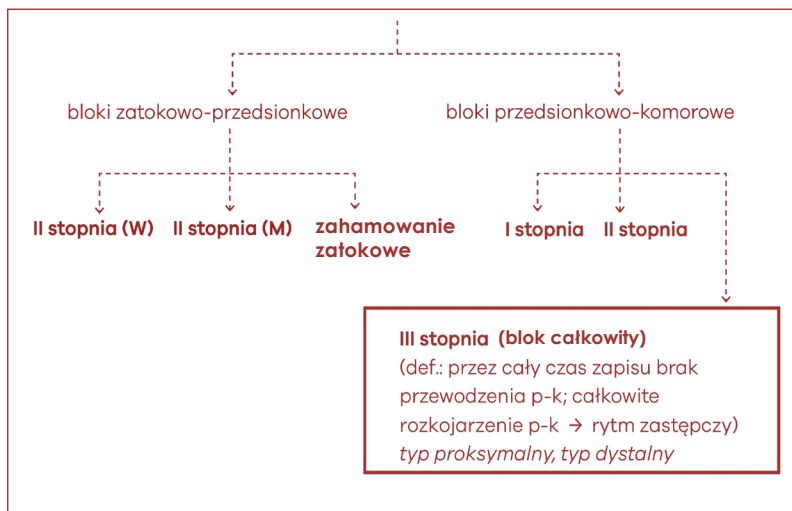 bloki zatokowo-przedsionkowe
bloki przedsionkowo-komorowe
II stopnia (W)
II stopnia (M)
zahamowanie
zatokowe
I stopnia
II stopnia
III stopnia (blok całkowity)
(def.: przez cały czas zapisu brak
przewodzenia p-k; całkowite
rozkojarzenie p-k → rytm zastępczy)
typ proksymalny, typ dystalny